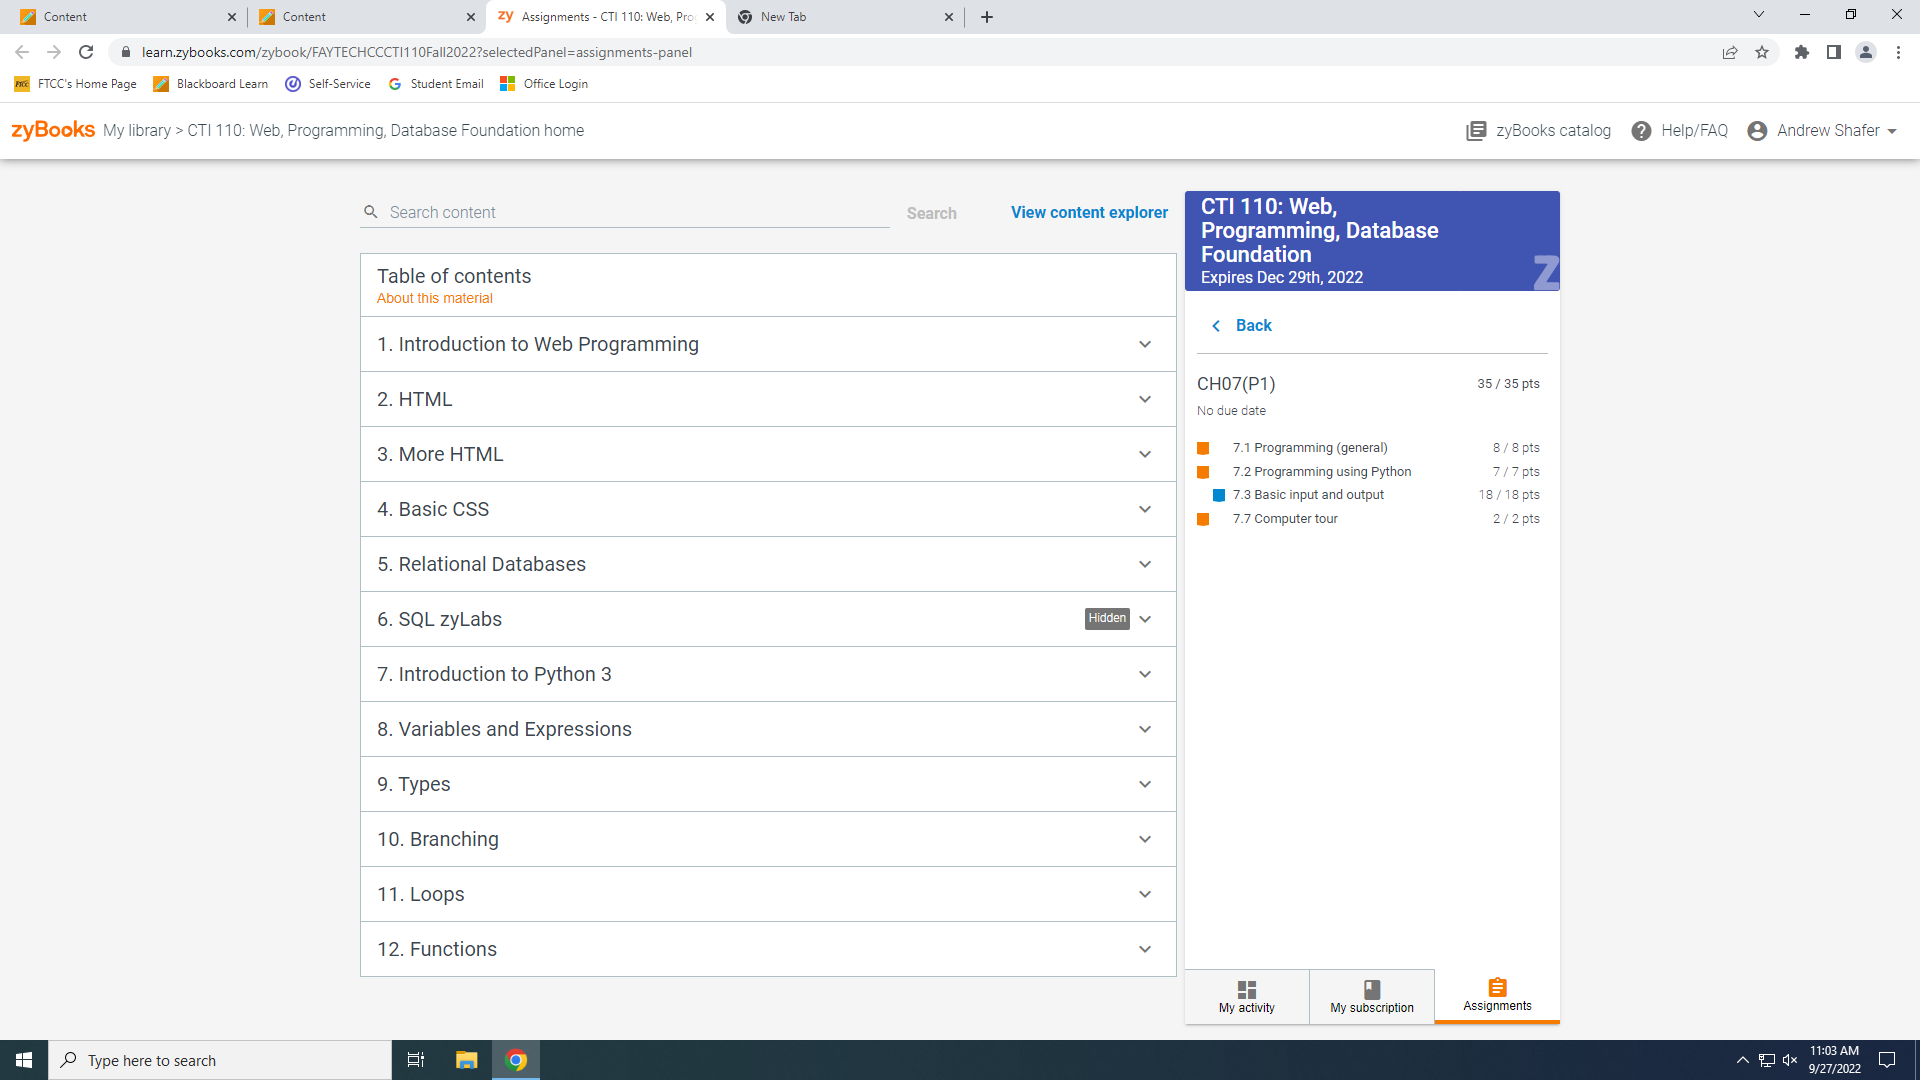 Content
Content
zy Assignments - CTI 110: Web, Pro
New Tab
learn.zybooks.com/zybook/FAYTECHCCCTI110Fall2022?selectedPanel=assignments-panel
FTCC FTCC's Home Page
Blackboard Learn
Self-Service
Student Email
Office Login
zyBooks My library > CTI 110: Web, Programming, Database Foundation home
zyBooks catalog
Help/FAQ
Andrew Shafer
Search content
Search
View content explorer
Table of contents
About this material
1. Introduction to Web Programming
2. HTML
3. More HTML
4. Basic CSS
5. Relational Databases
6. SQL zyLabs
Hidden
7. Introduction to Python 3
8. Variables and Expressions
9. Types
10. Branching
11. Loops
12. Functions
CTI 110: Web,
Programming, Database
Foundation
Expires Dec 29th, 2022
Z
Back
CH07(P1) 35 / 35 pts
No due date
7.1 Programming (general) 8 / 8 pts
7.2 Programming using Python 7 / 7 pts
7.3 Basic input and output 18 / 18 pts
7.7 Computer tour 2 / 2 pts
My activity
My subscription
Assignments
Type here to search
11:03 AM
9/27/2022